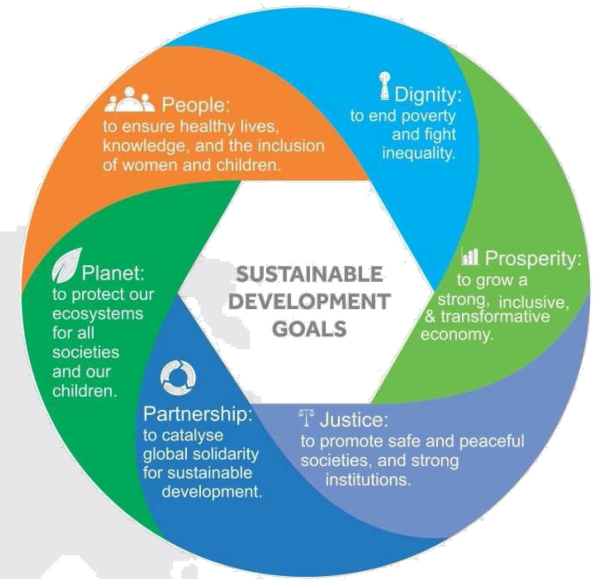 People:
to ensure healthy lives,
knowledge, and the inclusion
of women and children.
Dignity:
to end poverty
and fight
inequality.
Prosperity:
to grow a
strong, inclusive,
& transformative
economy.
Justice:
to promote safe and peaceful
societies, and strong
institutions.
Partnership:
to catalyse
global solidarity
for sustainable
development.
Planet:
to protect our
ecosystems
for all
societies
and our
children.
SUSTAINABLE
DEVELOPMENT
GOALS